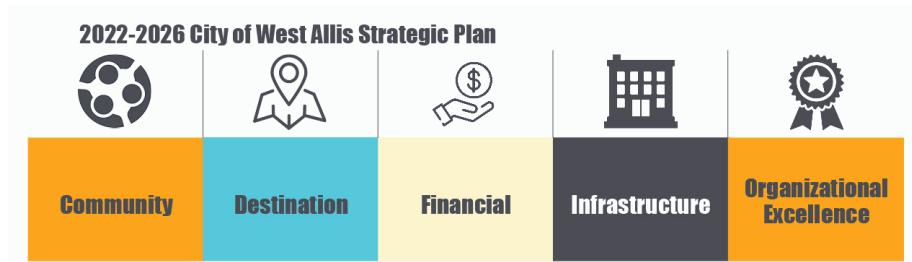 2022-2026 City of West Allis Strategic Plan
$
Community
Destination
Financial
Infrastructure
Organizational
Excellence